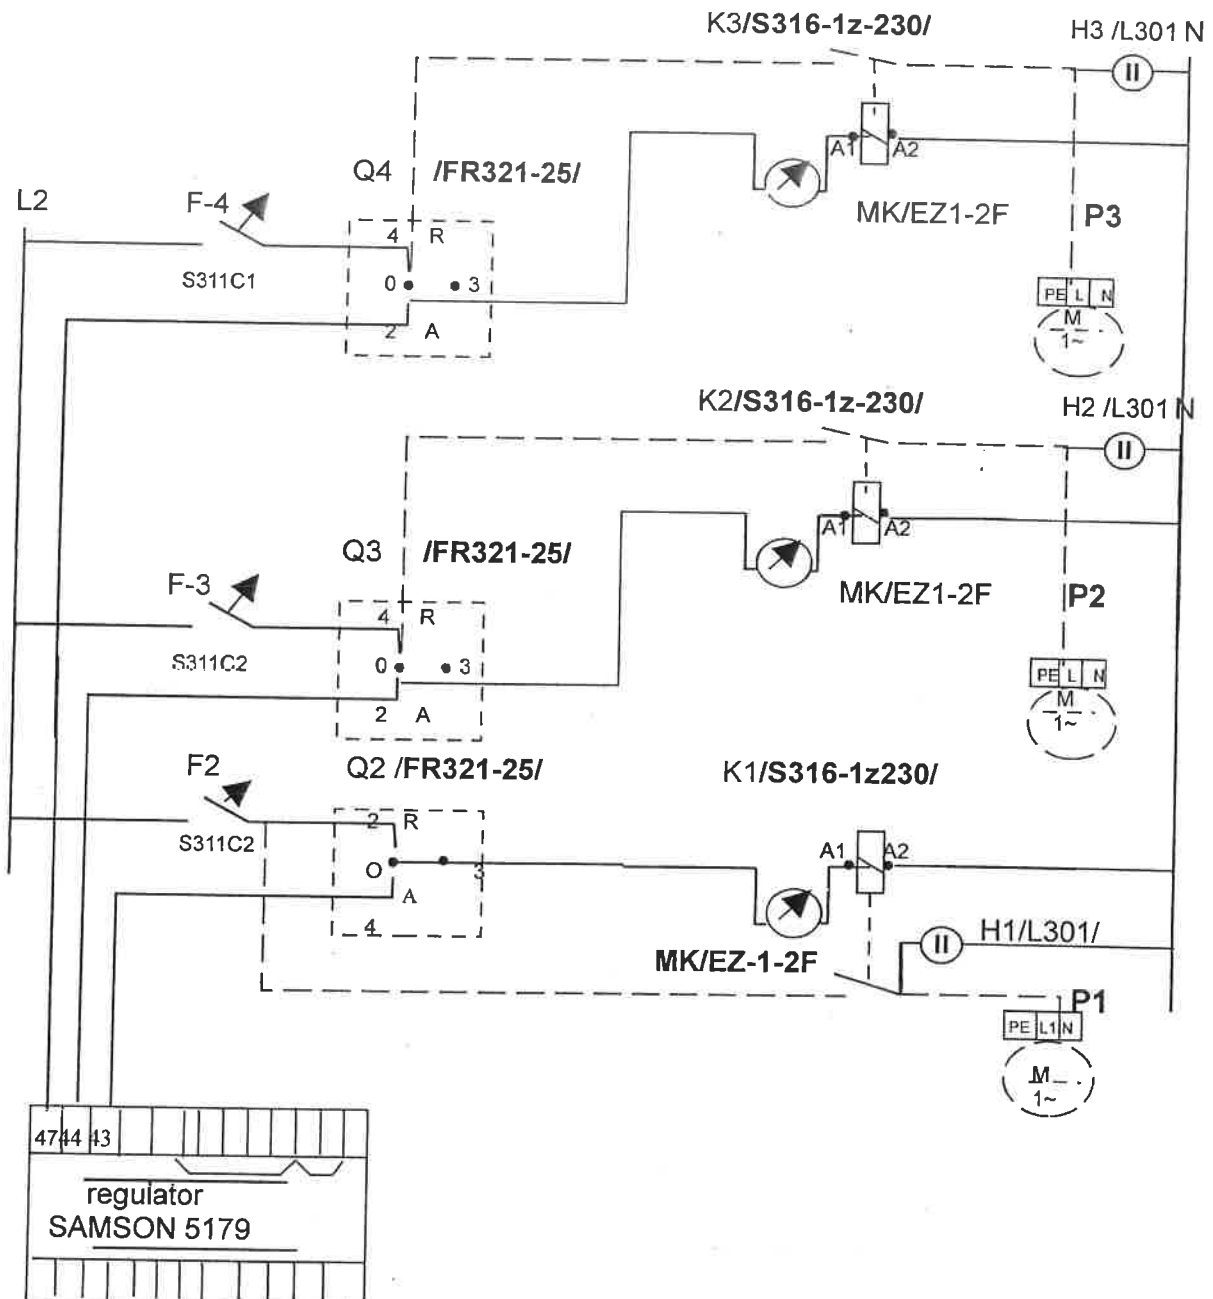 K3/S316-1z-230/
H3 /L301 N
A1 A2
Q4 /FR321-25/
MK/EZ1-2F
L2
F-4
P3
4 R
S311C1
0 3
PE L N
2 A
M
1~
K2/S316-1z-230/
H2 /L301 N
A1 A2
Q3 /FR321-25/
F-3
MK/EZ1-2F
P2
4 R
S311C2
0 3
PE L N
2 A
M
1~
F2
Q2 /FR321-25/
K1/S316-1z230/
2 R
S311C2
A1 A2
O 3
A
4
H1/L301/
MK/EZ-1-2F
P1
PE L1 N
M
1~
47 44 43
regulator
SAMSON 5179